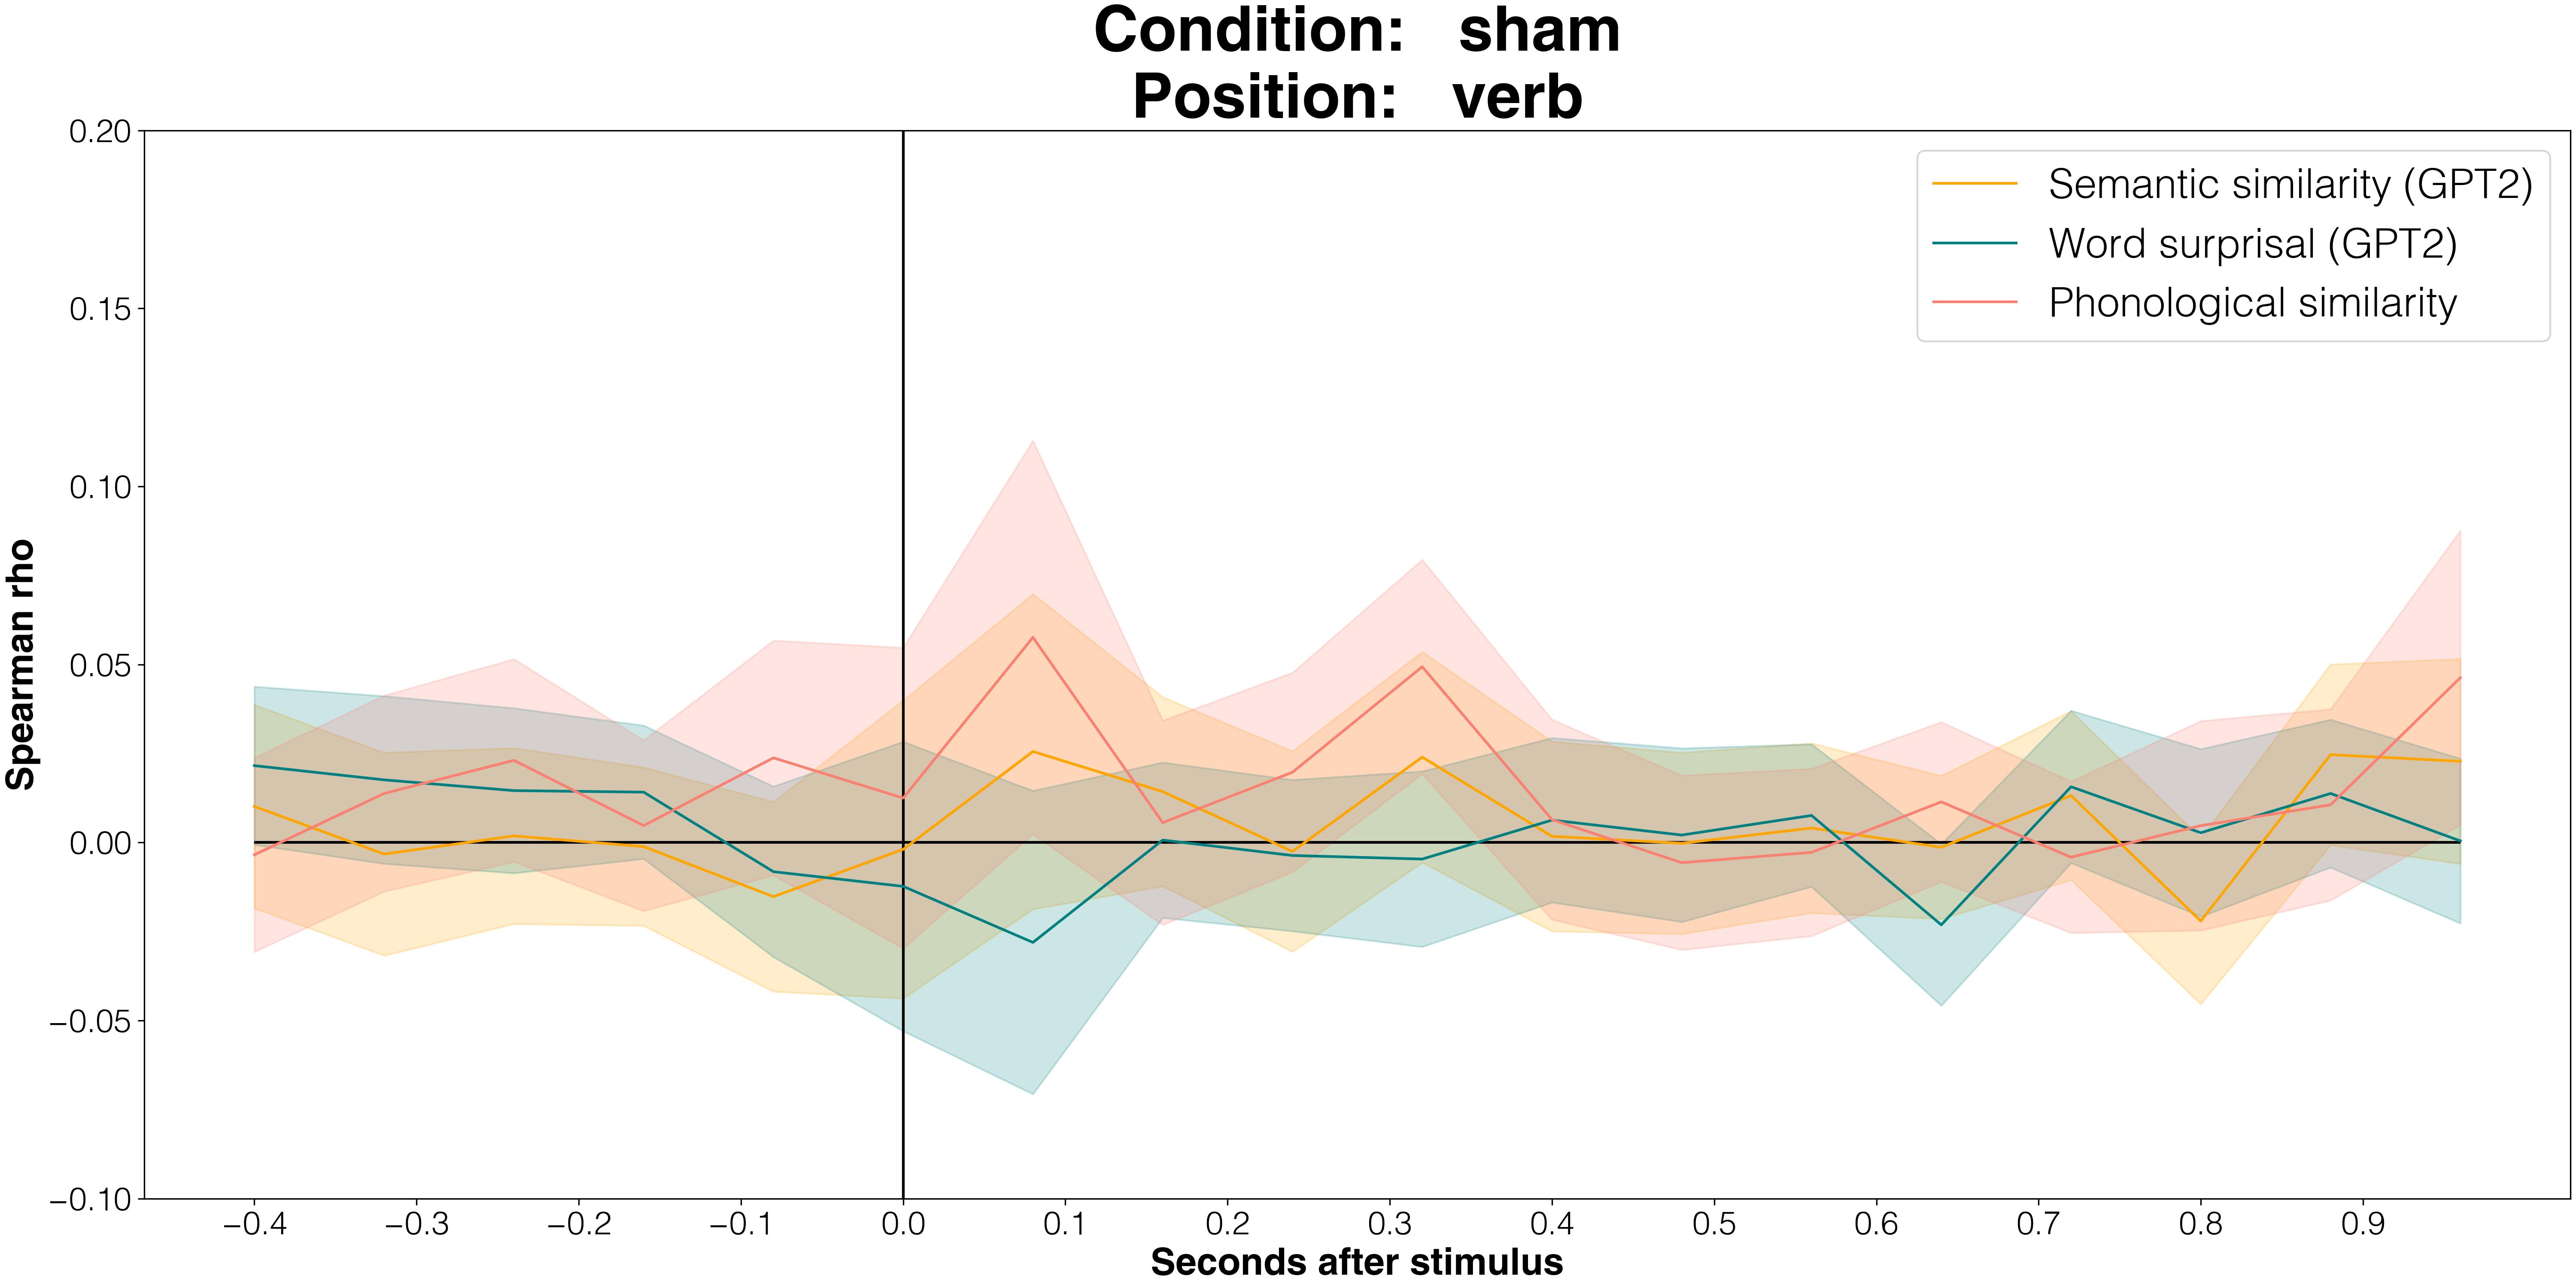 Condition: sham
Position: verb
0.20
0.15
0.10
0.05
0.00
−0.05
−0.10
Spearman rho
Semantic similarity (GPT2)
Word surprisal (GPT2)
Phonological similarity
−0.4 −0.3 −0.2 −0.1 0.0 0.1 0.2 0.3 0.4 0.5 0.6 0.7 0.8 0.9
Seconds after stimulus